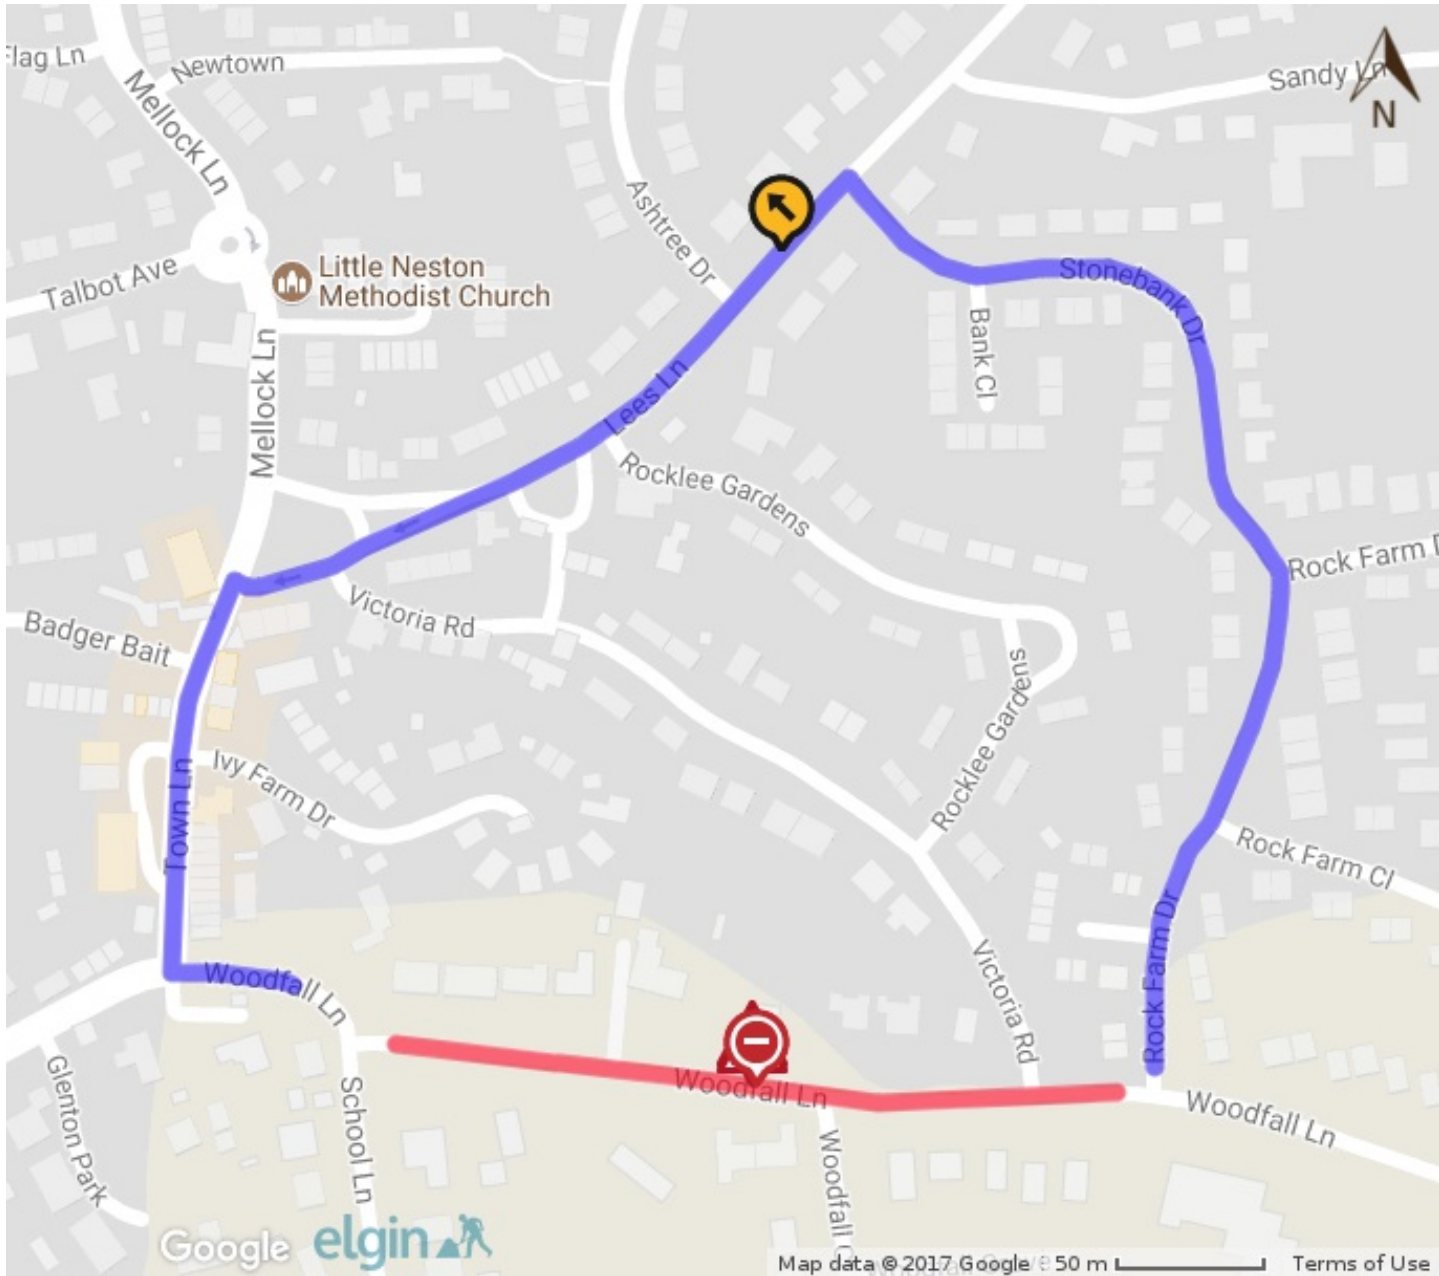 Flag Ln
Newtown
Mellock Ln
Sandy Ln
N
Ashtree Dr
Talbot Ave
Little Neston
Methodist Church
Stonebank Dr
Bank Cl
Mellock Ln
Lees Ln
Rocklee Gardens
Rock Farm D
Victoria Rd
Badger Bait
Rocklee Gardens
Ivy Farm Dr
Town Ln
Rock Farm Cl
Rock Farm Dr
Victoria Rd
Woodfall Ln
Glenton Park
School Ln
Woodfall Ln
Woodfall Ln
Woodfall
Google
elgin
Map data © 2017 Google
50 m
Terms of Use